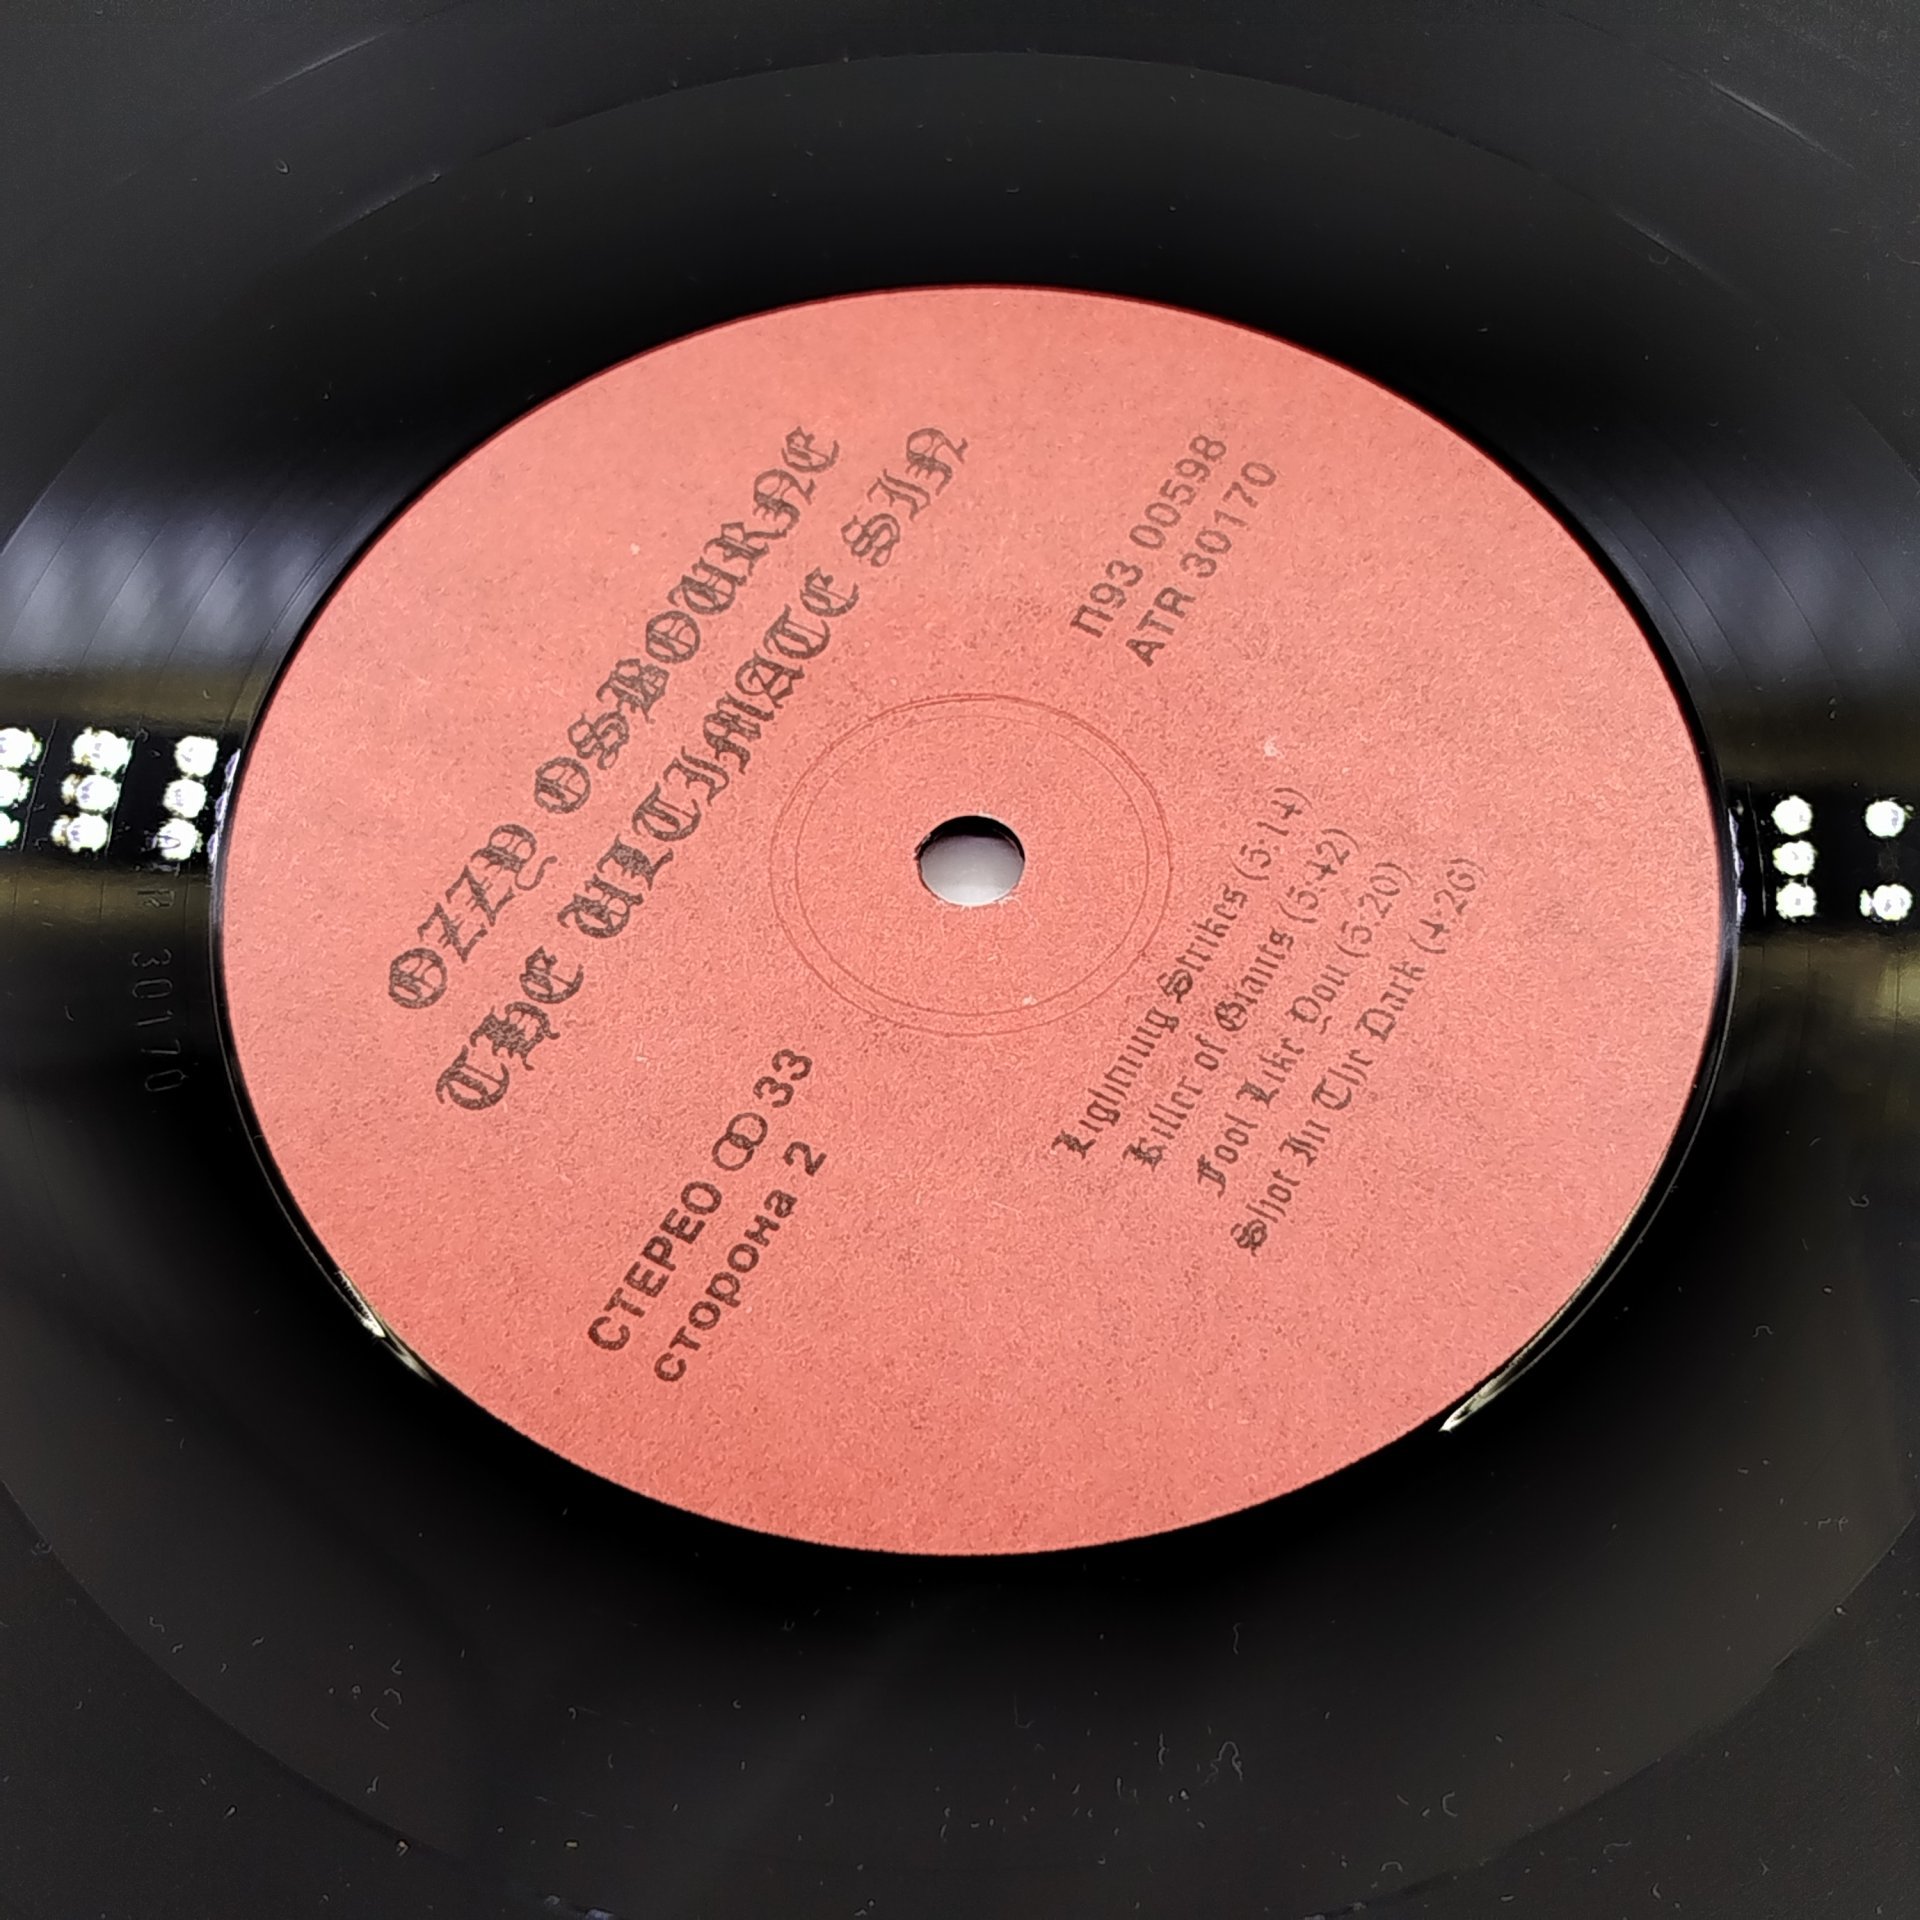 OZZY OSBOURNE
THE ULTIMATE SIN
СТЕРЕО 33
сторона 2
П93 00598
ATR 30170
Lightning Strikes (5:14)
Killer of Giants (5:42)
Fool Like You (5:20)
Shot In The Dark (4:26)
ATR 30170